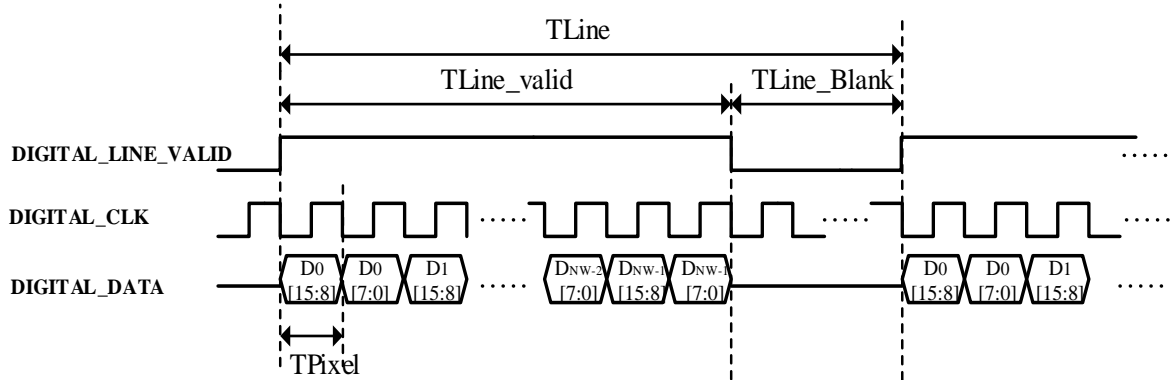 TLine
TLine_valid TLine_Blank
DIGITAL_LINE_VALID .....
DIGITAL_CLK ..... ..... .....
DIGITAL_DATA D0 D0 D1 ..... DNW-2 DNW-1 DNW-1 D0 D0 D1 .....
[15:8] [7:0] [15:8] [7:0] [15:8] [7:0] [15:8] [7:0] [15:8]
TPixel